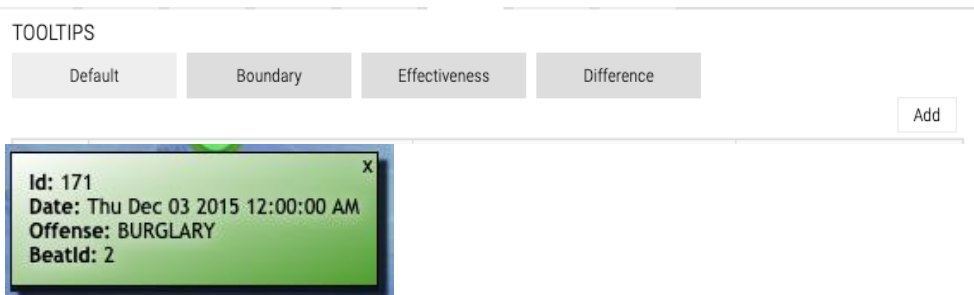 TOOLTIPS
Default Boundary Effectiveness Difference
Add
X
Id: 171
Date: Thu Dec 03 2015 12:00:00 AM
Offense: BURGLARY
BeatId: 2